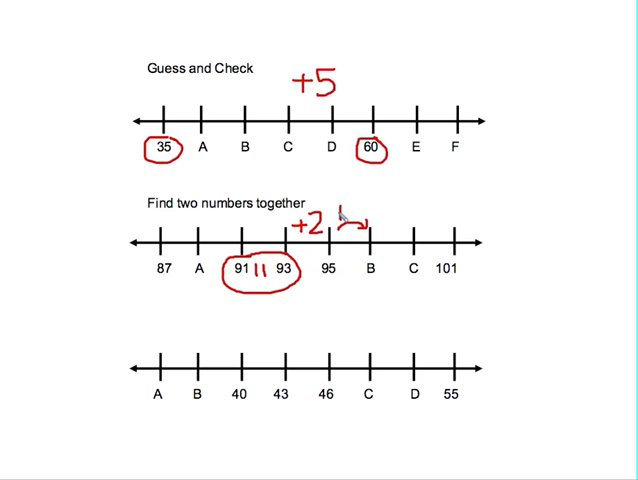 Guess and Check
+5
35 A B C D 60 E F
Find two numbers together
+2
87 A 91 93 95 B C 101
A B 40 43 46 C D 55